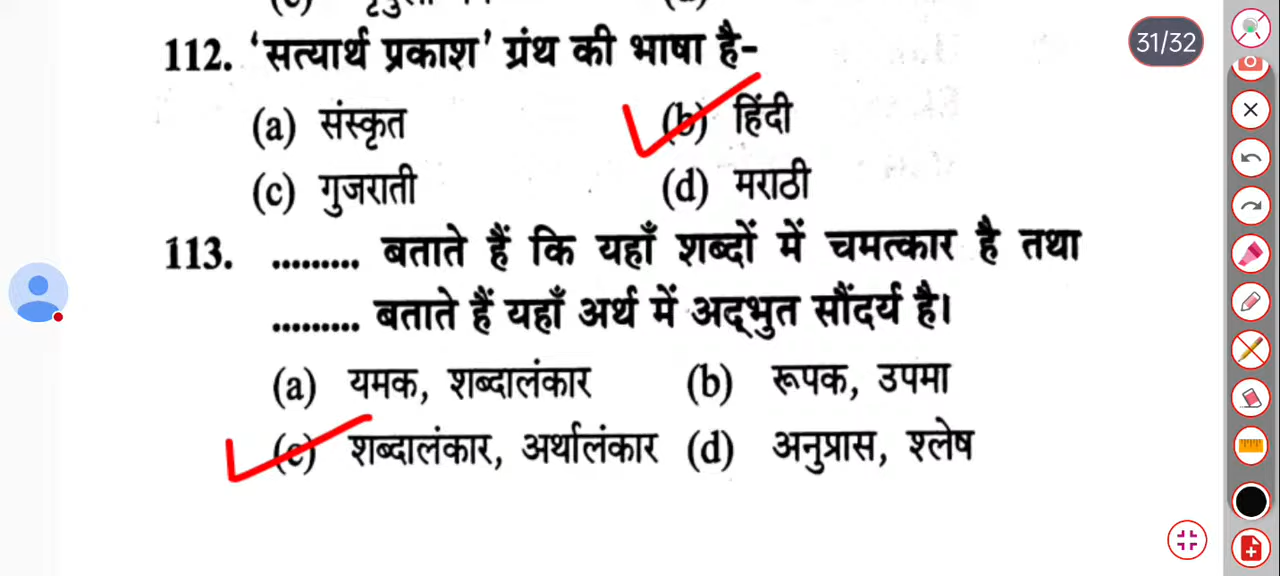 31/32
112. 'सत्यार्थ प्रकाश' ग्रंथ की भाषा है-
(a) संस्कृत (b) हिंदी
(c) गुजराती (d) मराठी
113. ......... बताते हैं कि यहाँ शब्दों में चमत्कार है तथा
......... बताते हैं यहाँ अर्थ में अद्भुत सौंदर्य है।
(a) यमक, शब्दालंकार (b) रूपक, उपमा
(c) शब्दालंकार, अर्थालंकार (d) अनुप्रास, श्लेष